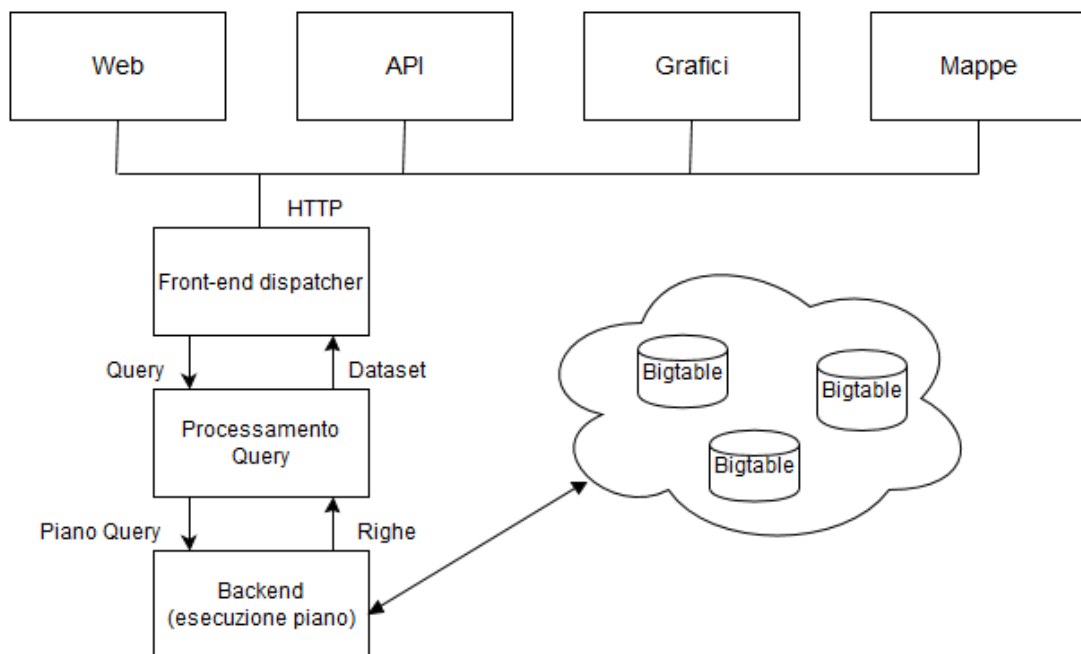 Web
API
Grafici
Mappe
HTTP
Front-end dispatcher
Query
Dataset
Processamento
Query
Piano Query
Righe
Backend
(esecuzione piano)
Bigtable
Bigtable
Bigtable